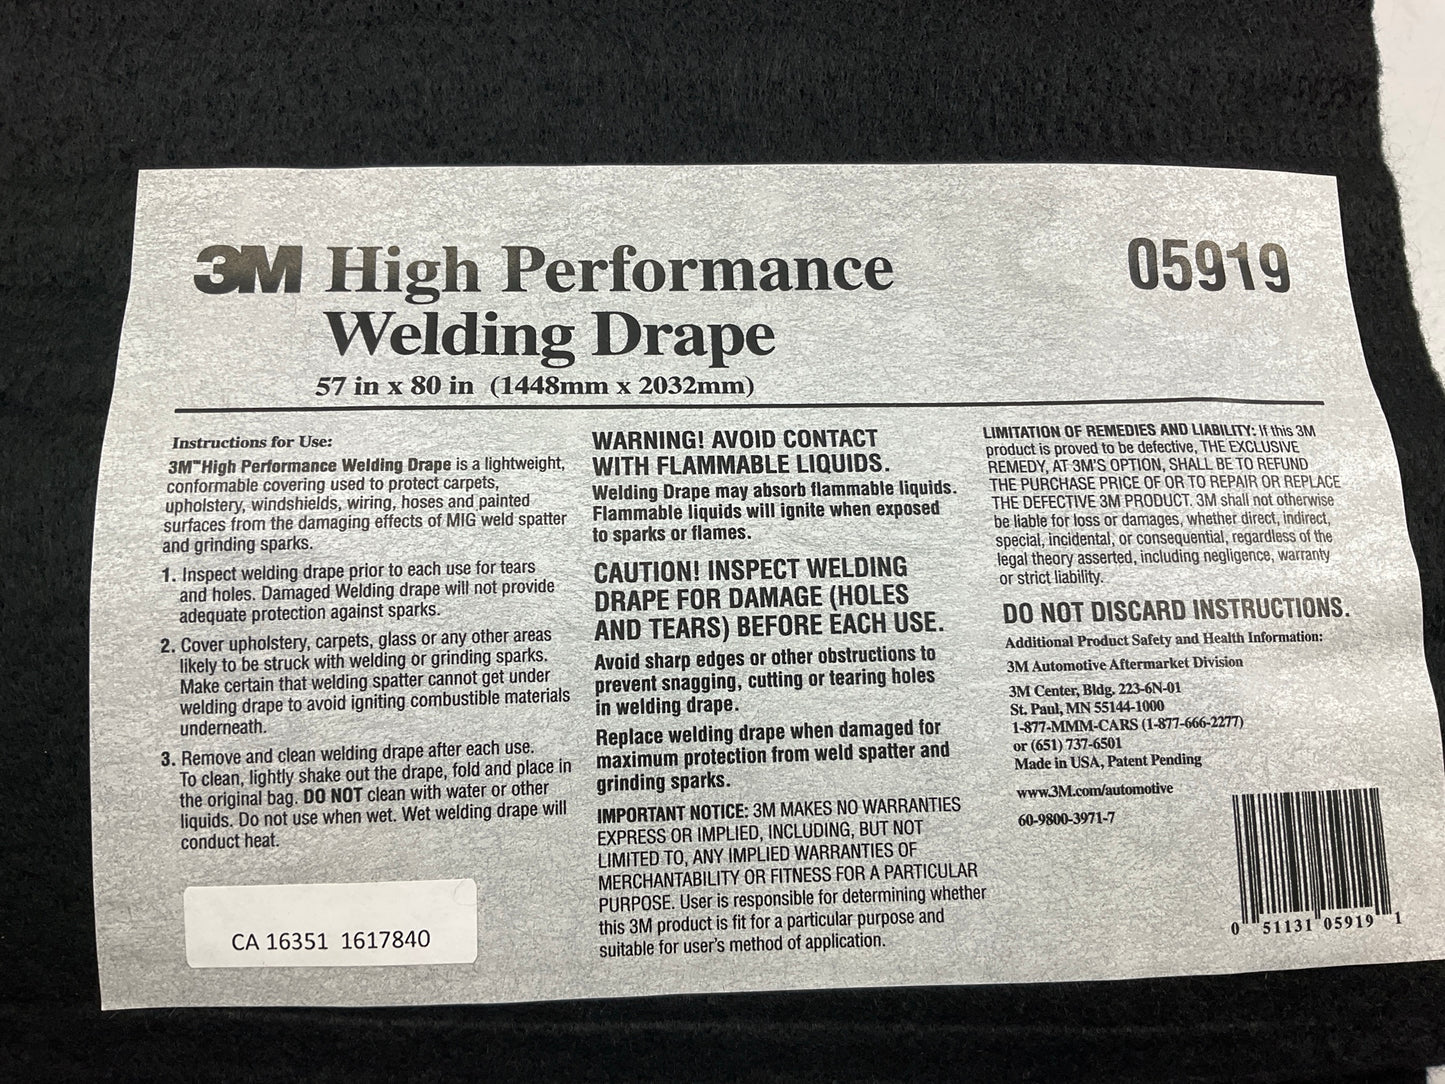 3M High Performance
Welding Drape
57 in x 80 in (1448mm x 2032mm)
05919
Instructions for Use:
3M™High Performance Welding Drape is a lightweight,
conformable covering used to protect carpets,
upholstery, windshields, wiring, hoses and painted
surfaces from the damaging effects of MIG weld spatter
and grinding sparks.
1. Inspect welding drape prior to each use for tears
and holes. Damaged Welding drape will not provide
adequate protection against sparks.
2. Cover upholstery, carpets, glass or any other areas
likely to be struck with welding or grinding sparks.
Make certain that welding spatter cannot get under
welding drape to avoid igniting combustible materials
underneath.
3. Remove and clean welding drape after each use.
To clean, lightly shake out the drape, fold and place in
the original bag. DO NOT clean with water or other
liquids. Do not use when wet. Wet welding drape will
conduct heat.
CA 16351 1617840
WARNING! AVOID CONTACT
WITH FLAMMABLE LIQUIDS.
Welding Drape may absorb flammable liquids.
Flammable liquids will ignite when exposed
to sparks or flames.
CAUTION! INSPECT WELDING
DRAPE FOR DAMAGE (HOLES
AND TEARS) BEFORE EACH USE.
Avoid sharp edges or other obstructions to
prevent snagging, cutting or tearing holes
in welding drape.
Replace welding drape when damaged for
maximum protection from weld spatter and
grinding sparks.
IMPORTANT NOTICE: 3M MAKES NO WARRANTIES
EXPRESS OR IMPLIED, INCLUDING, BUT NOT
LIMITED TO, ANY IMPLIED WARRANTIES OF
MERCHANTABILITY OR FITNESS FOR A PARTICULAR
PURPOSE. User is responsible for determining whether
this 3M product is fit for a particular purpose and
suitable for user's method of application.
LIMITATION OF REMEDIES AND LIABILITY: If this 3M
product is proved to be defective, THE EXCLUSIVE
REMEDY, AT 3M'S OPTION, SHALL BE TO REFUND
THE PURCHASE PRICE OF OR TO REPAIR OR REPLACE
THE DEFECTIVE 3M PRODUCT. 3M shall not otherwise
be liable for loss or damages, whether direct, indirect,
special, incidental, or consequential, regardless of the
legal theory asserted, including negligence, warranty
or strict liability.
DO NOT DISCARD INSTRUCTIONS.
Additional Product Safety and Health Information:
3M Automotive Aftermarket Division
3M Center, Bldg. 223-6N-01
St. Paul, MN 55144-1000
1-877-MMM-CARS (1-877-666-2277)
or (651) 737-6501
Made in USA, Patent Pending
www.3M.com/automotive
60-9800-3971-7
0 51131 05919 1